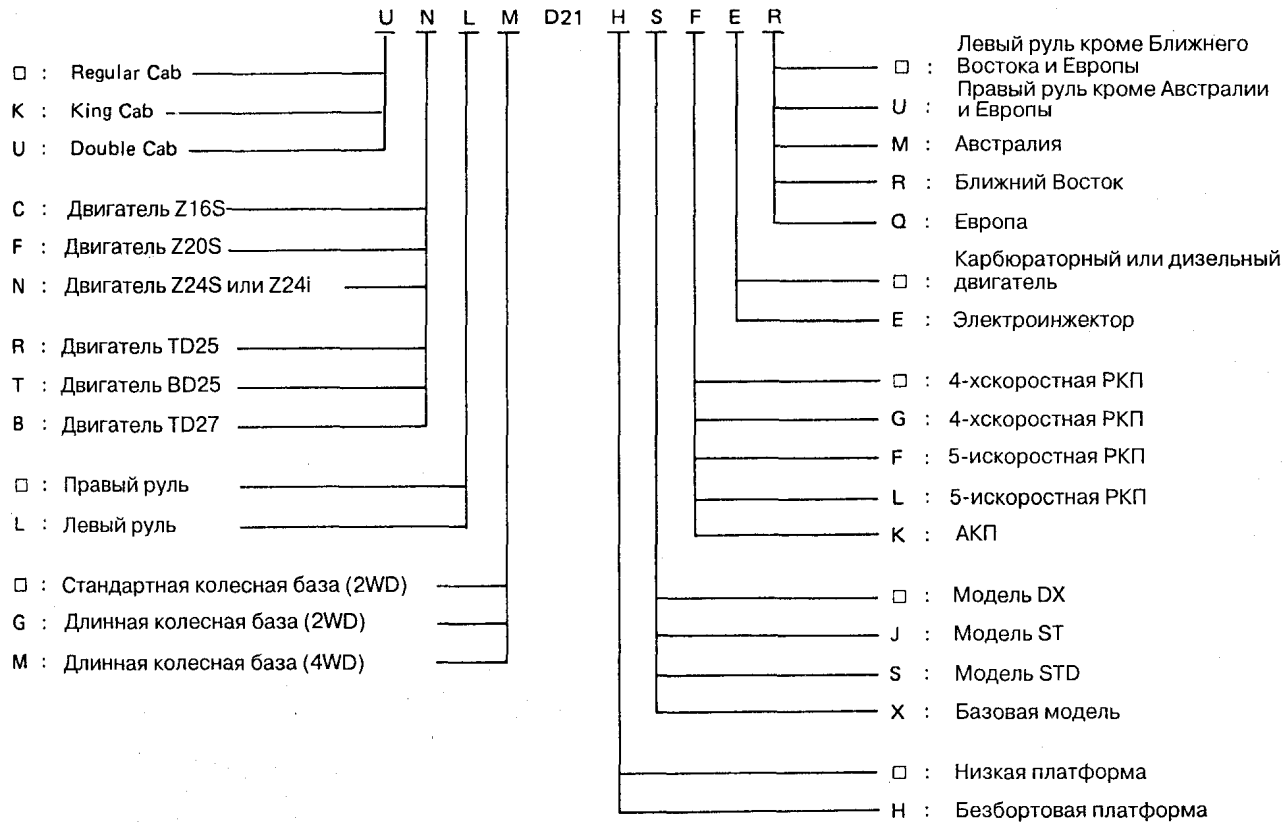 U N L M D21 H S F E R
□ : Regular Cab
K : King Cab
U : Double Cab
C : Двигатель Z16S
F : Двигатель Z20S
N : Двигатель Z24S или Z24i
R : Двигатель TD25
T : Двигатель BD25
B : Двигатель TD27
□ : Правый руль
L : Левый руль
□ : Стандартная колесная база (2WD)
G : Длинная колесная база (2WD)
M : Длинная колесная база (4WD)
Левый руль кроме Ближнего
□ : Востока и Европы
Правый руль кроме Австралии
U : и Европы
M : Австралия
R : Ближний Восток
Q : Европа
Карбюраторный или дизельный
□ : двигатель
E : Электроинжектор
□ : 4-хскоростная РКП
G : 4-хскоростная РКП
F : 5-искоростная РКП
L : 5-искоростная РКП
K : АКП
□ : Модель DX
J : Модель ST
S : Модель STD
X : Базовая модель
□ : Низкая платформа
H : Безбортовая платформа